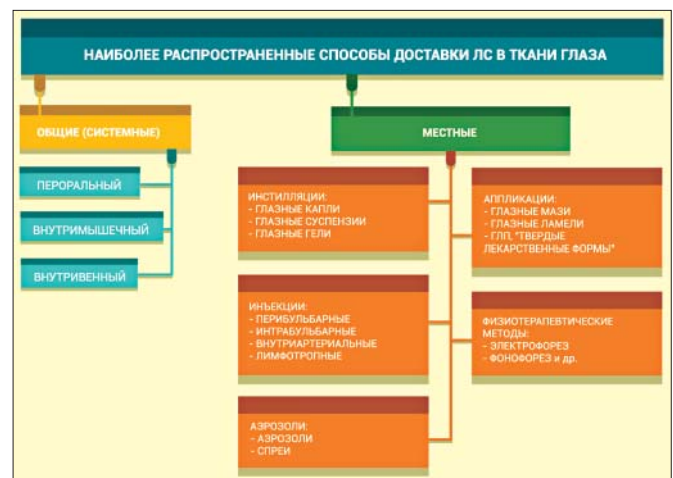 НАИБОЛЕЕ РАСПРОСТРАНЕННЫЕ СПОСОБЫ ДОСТАВКИ ЛС В ТКАНИ ГЛАЗА
ОБЩИЕ (СИСТЕМНЫЕ)
ПЕРОРАЛЬНЫЙ
ВНУТРИМЫШЕЧНЫЙ
ВНУТРИВЕННЫЙ
МЕСТНЫЕ
ИНСТИЛЛЯЦИИ:
- ГЛАЗНЫЕ КАПЛИ
- ГЛАЗНЫЕ СУСПЕНЗИИ
- ГЛАЗНЫЕ ГЕЛИ
АППЛИКАЦИИ:
- ГЛАЗНЫЕ МАЗИ
- ГЛАЗНЫЕ ЛАМЕЛИ
- ГЛП, "ТВЕРДЫЕ
ЛЕКАРСТВЕННЫЕ ФОРМЫ"
ИНЪЕКЦИИ:
- ПЕРИБУЛЬБАРНЫЕ
- ИНТРАБУЛЬБАРНЫЕ
- ВНУТРИАРТЕРИАЛЬНЫЕ
- ЛИМФОТРОПНЫЕ
ФИЗИОТЕРАПЕВТИЧЕСКИЕ
МЕТОДЫ:
- ЭЛЕКТРОФОРЕЗ
- ФОНОФОРЕЗ и др.
АЭРОЗОЛИ:
- АЭРОЗОЛИ
- СПРЕИ